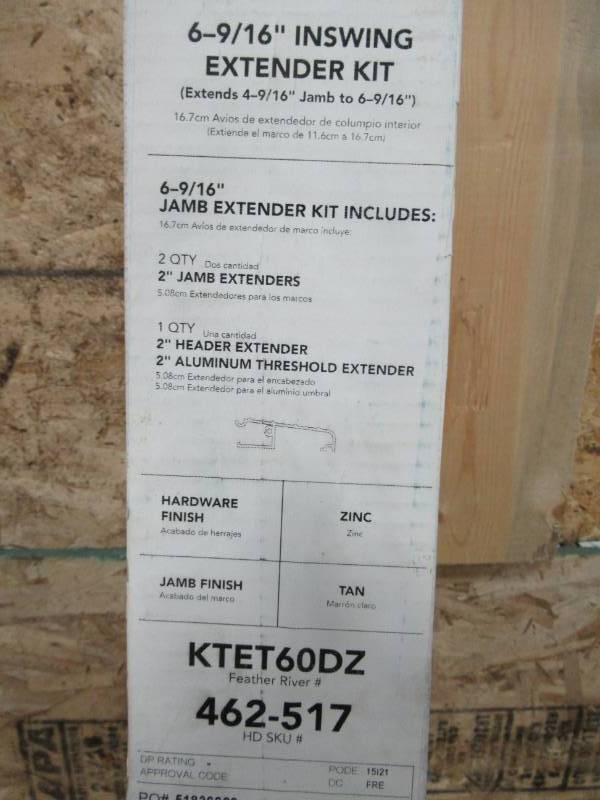 6–9/16" INSWING
EXTENDER KIT
(Extends 4–9/16" Jamb to 6–9/16")
16.7cm Avios de extendedor de columpio interior
(Extiende el marco de 11.6cm a 16.7cm)
6–9/16"
JAMB EXTENDER KIT INCLUDES:
16.7cm Avios de extendedor de marco incluye:
2 QTY Dos cantidad
2" JAMB EXTENDERS
5.08cm Extendedores para los marcos
1 QTY Una cantidad
2" HEADER EXTENDER
2" ALUMINUM THRESHOLD EXTENDER
5.08cm Extendedor para el encabezado
5.08cm Extendedor para el aluminio umbral
HARDWARE
FINISH
Acabado de herrajes
ZINC
Zinc
JAMB FINISH
Acabado del marco
TAN
Marrón claro
KTET60DZ
Feather River #
462-517
HD SKU #
DP RATING -
APPROVAL CODE
PODE 15I21
DC FRE
PO#